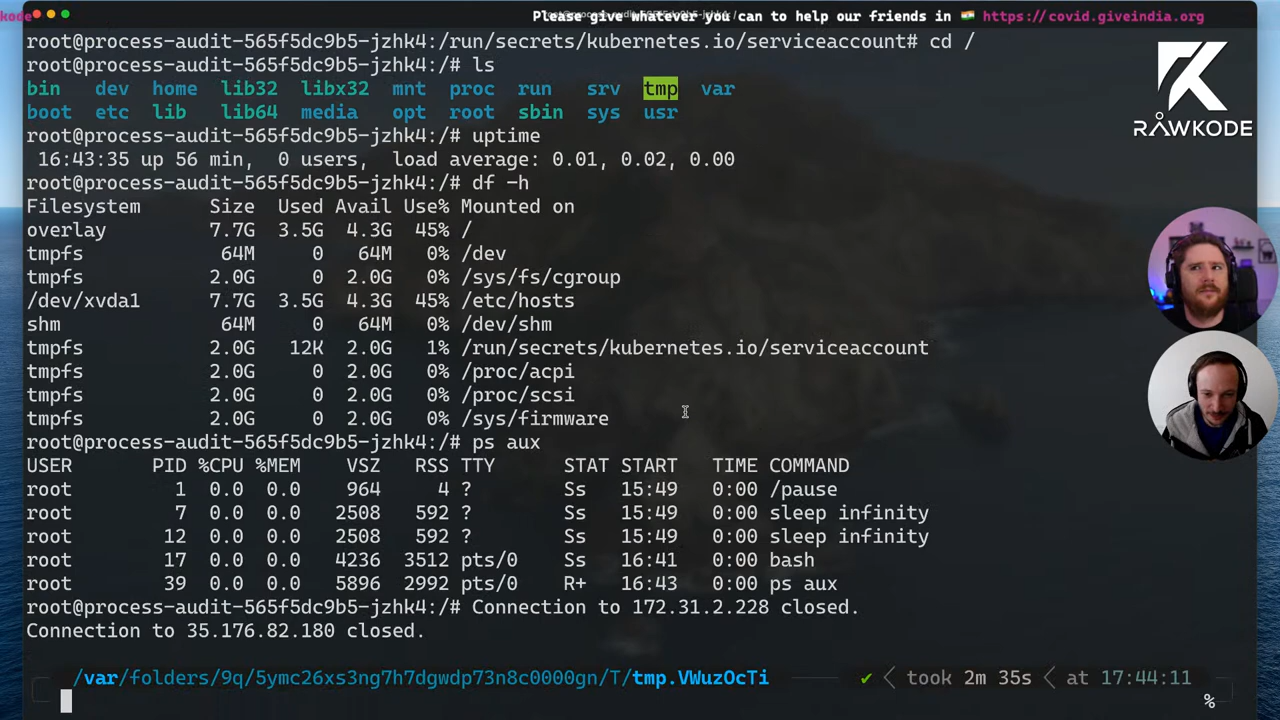 kode
Please give whatever you can to help our friends in 🇮🇳 https://covid.giveindia.org
root@process-audit-565f5dc9b5-jzhk4:/run/secrets/kubernetes.io/serviceaccount# cd /
root@process-audit-565f5dc9b5-jzhk4:/# ls
bin dev home lib32 libx32 mnt proc run srv tmp var
boot etc lib lib64 media opt root sbin sys usr
root@process-audit-565f5dc9b5-jzhk4:/# uptime
16:43:35 up 56 min, 0 users, load average: 0.01, 0.02, 0.00
root@process-audit-565f5dc9b5-jzhk4:/# df -h
Filesystem Size Used Avail Use% Mounted on
overlay 7.7G 3.5G 4.3G 45% /
tmpfs 64M 0 64M 0% /dev
tmpfs 2.0G 0 2.0G 0% /sys/fs/cgroup
/dev/xvda1 7.7G 3.5G 4.3G 45% /etc/hosts
shm 64M 0 64M 0% /dev/shm
tmpfs 2.0G 12K 2.0G 1% /run/secrets/kubernetes.io/serviceaccount
tmpfs 2.0G 0 2.0G 0% /proc/acpi
tmpfs 2.0G 0 2.0G 0% /proc/scsi
tmpfs 2.0G 0 2.0G 0% /sys/firmware
root@process-audit-565f5dc9b5-jzhk4:/# ps aux
USER PID %CPU %MEM VSZ RSS TTY STAT START TIME COMMAND
root 1 0.0 0.0 964 4 ? Ss 15:49 0:00 /pause
root 7 0.0 0.0 2508 592 ? Ss 15:49 0:00 sleep infinity
root 12 0.0 0.0 2508 592 ? Ss 15:49 0:00 sleep infinity
root 17 0.0 0.0 4236 3512 pts/0 Ss 16:41 0:00 bash
root 39 0.0 0.0 5896 2992 pts/0 R+ 16:43 0:00 ps aux
root@process-audit-565f5dc9b5-jzhk4:/# Connection to 172.31.2.228 closed.
Connection to 35.176.82.180 closed.
/var/folders/9q/5ymc26xs3ng7h7dgwdp73n8c0000gn/T/tmp.VWuzOcTi ✔ took 2m 35s at 17:44:11
%
RAWKODE